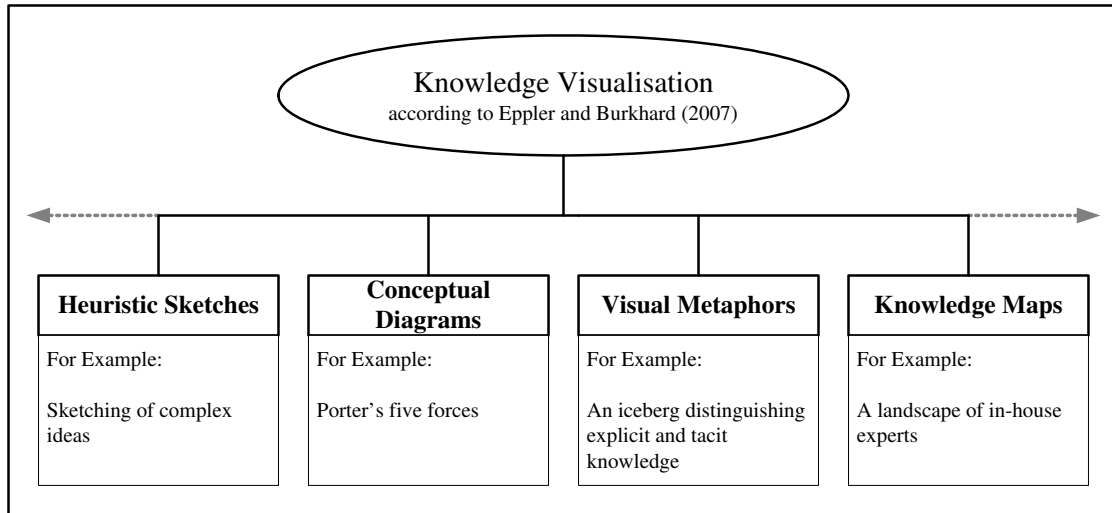 Knowledge Visualisation
according to Eppler and Burkhard (2007)
Heuristic Sketches
For Example:
Sketching of complex
ideas
Conceptual
Diagrams
For Example:
Porter’s five forces
Visual Metaphors
For Example:
An iceberg distinguishing
explicit and tacit
knowledge
Knowledge Maps
For Example:
A landscape of in-house
experts